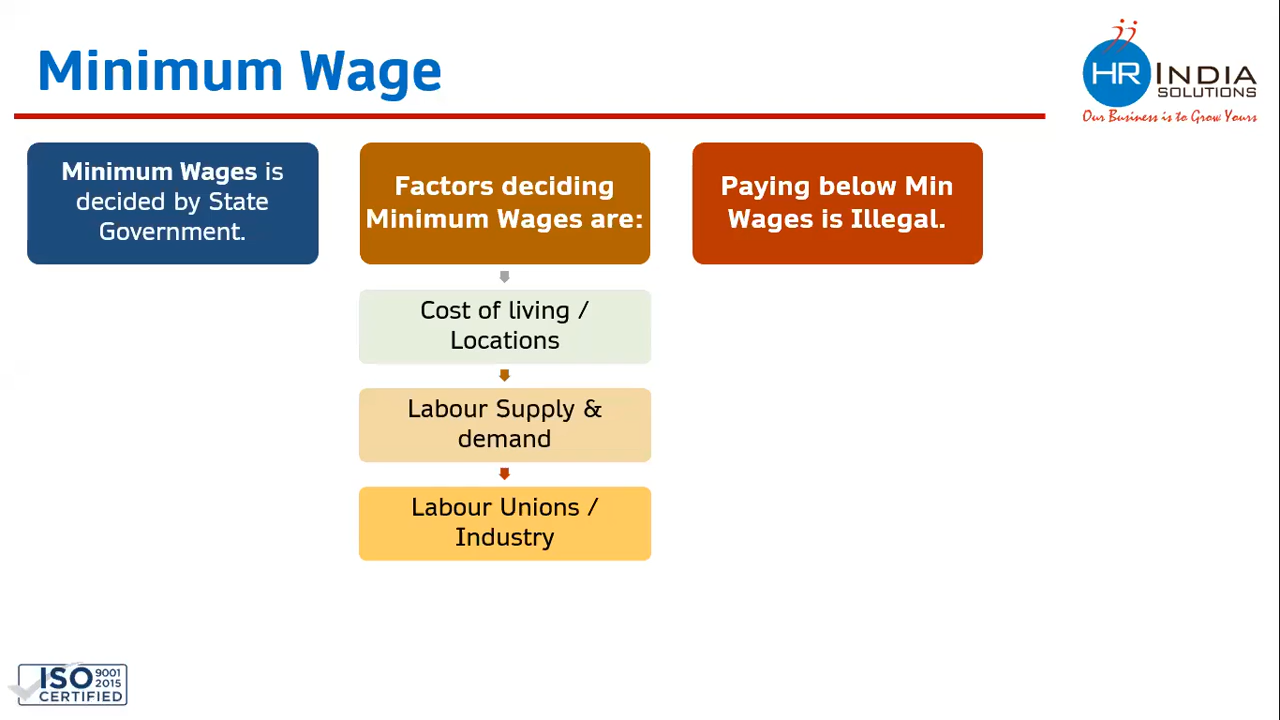 Minimum Wage
HR INDIA
SOLUTIONS
Our Business is to Grow Yours
Minimum Wages is
decided by State
Government.
Factors deciding
Minimum Wages are:
Cost of living /
Locations
Labour Supply &
demand
Labour Unions /
Industry
Paying below Min
Wages is Illegal.
ISO 9001
2015
CERTIFIED